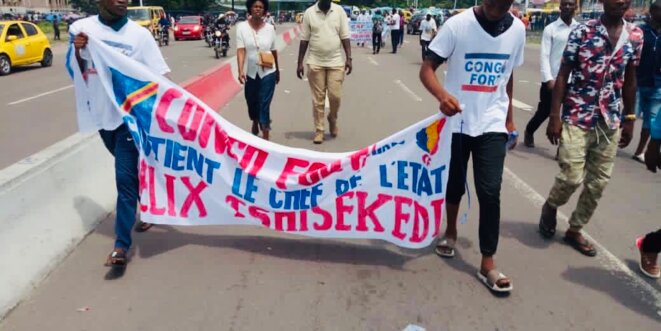 CONGO FORT
SOUTIENT LE CHEF DE L'ÉTAT
FELIX TSHISEKEDI
CONGO
FORT